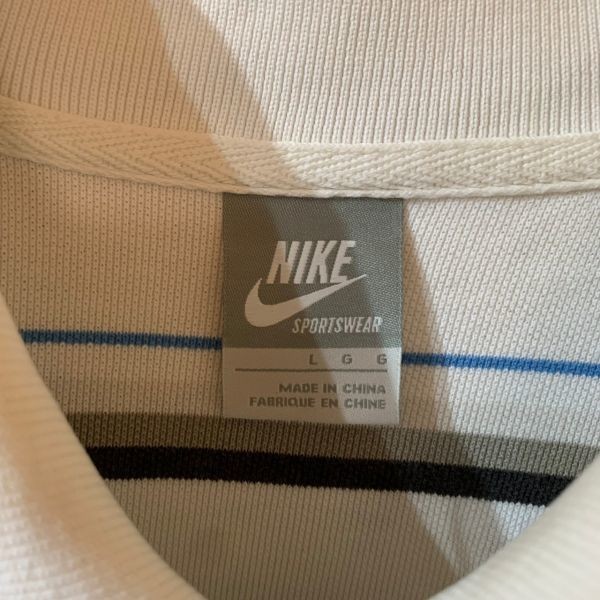 NIKE
SPORTSWEAR
L G G
MADE IN CHINA
FABRIQUE EN CHINE